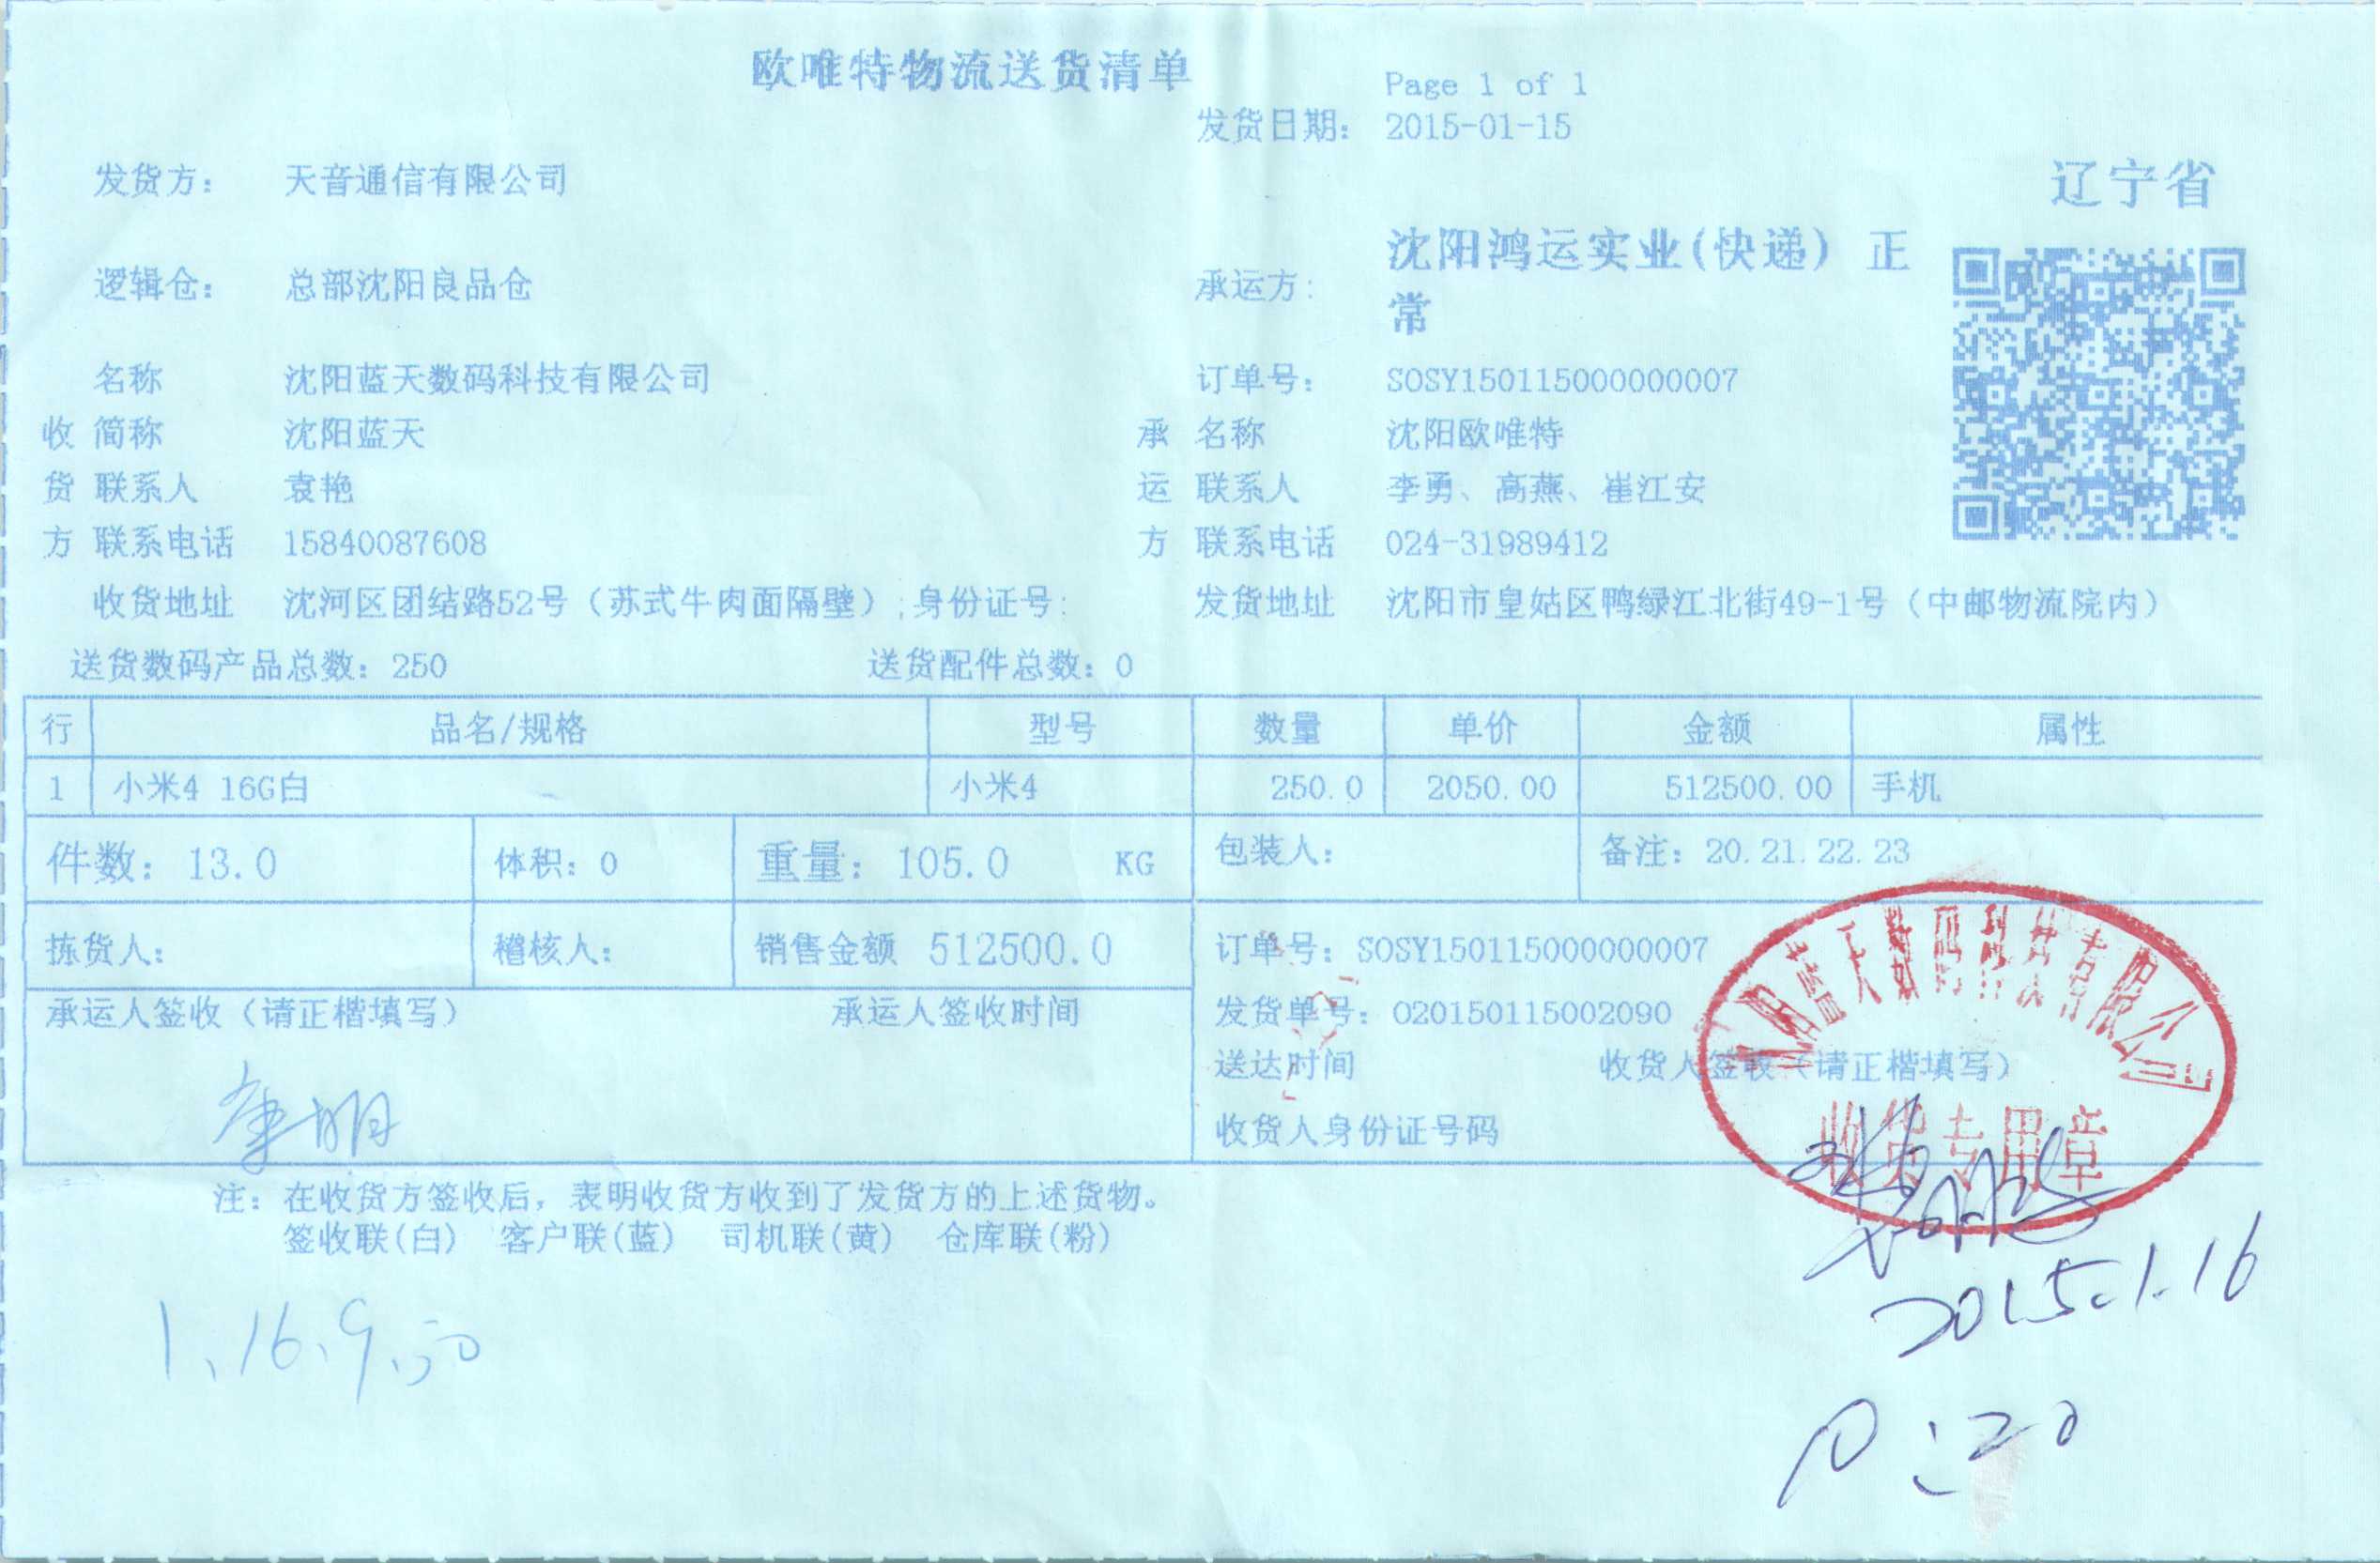 欧唯特物流送货清单
Page 1 of 1
发货日期： 2015-01-15
发货方： 天音通信有限公司
辽宁省
逻辑仓： 总部沈阳良品仓
承运方： 沈阳鸿运实业(快递) 正
常
名称 沈阳蓝天数码科技有限公司 订单号： SOSY150115000000007
收 简称 沈阳蓝天 承 名称 沈阳欧唯特
货 联系人 袁艳 运 联系人 李勇、高燕、崔江安
方 联系电话 15840087608 方 联系电话 024-31989412
收货地址 沈河区团结路52号（苏式牛肉面隔壁）;身份证号： 发货地址 沈阳市皇姑区鸭绿江北街49-1号（中邮物流院内）
送货数码产品总数：250 送货配件总数：0
行 品名/规格 型号 数量 单价 金额 属性
1 小米4 16G白 小米4 250.0 2050.00 512500.00 手机
件数：13.0 体积：0 重量：105.0 KG 包装人： 备注：20.21.22.23
拣货人： 稽核人： 销售金额 512500.0 订单号：SOSY150115000000007
承运人签收（请正楷填写） 承运人签收时间 发货单号：O20150115002090
送达时间 收货人签收（请正楷填写）
收货人身份证号码
阳蓝天数码科技有限公司
收货专用章
注：在收货方签收后，表明收货方收到了发货方的上述货物。
签收联(白) 客户联(蓝) 司机联(黄) 仓库联(粉)
2015.1.16